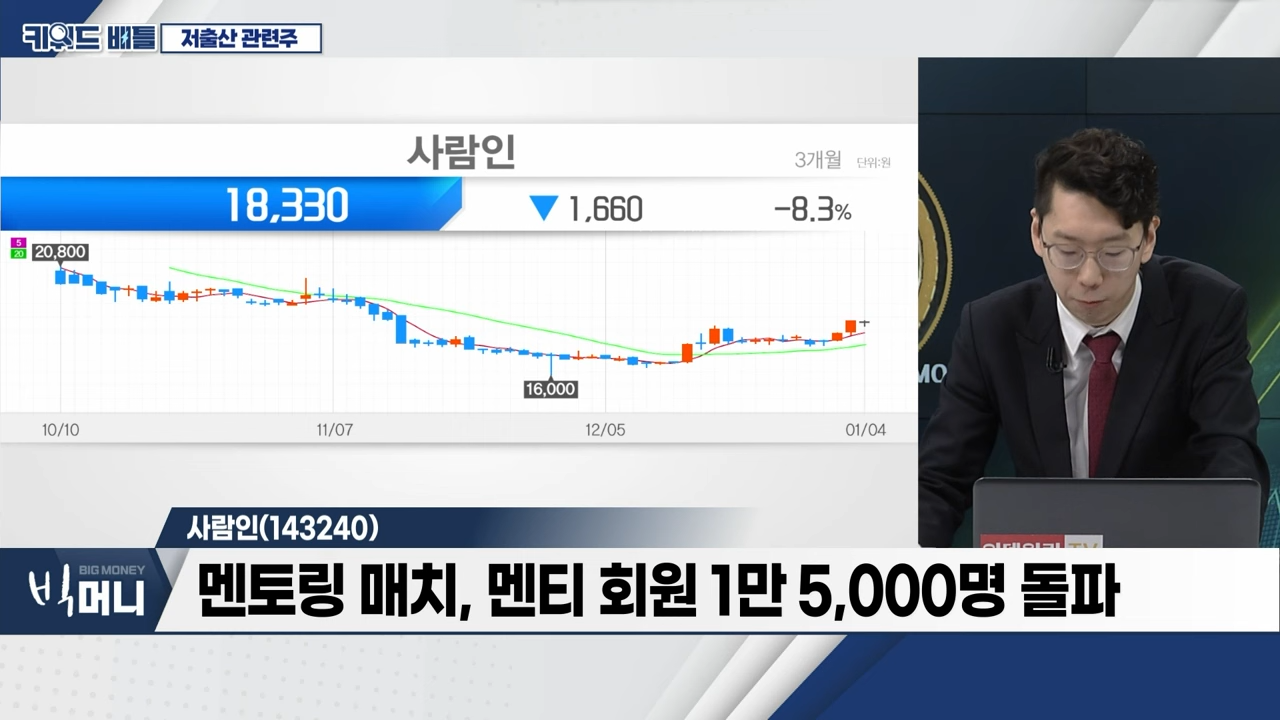 키워드 배틀 저출산 관련주
사람인
3개월 단위:원
18,330 ▼ 1,660 -8.3%
5
20
20,800
16,000
10/10 11/07 12/05 01/04
사람인(143240)
BIG MONEY
빅머니
멘토링 매치, 멘티 회원 1만 5,000명 돌파